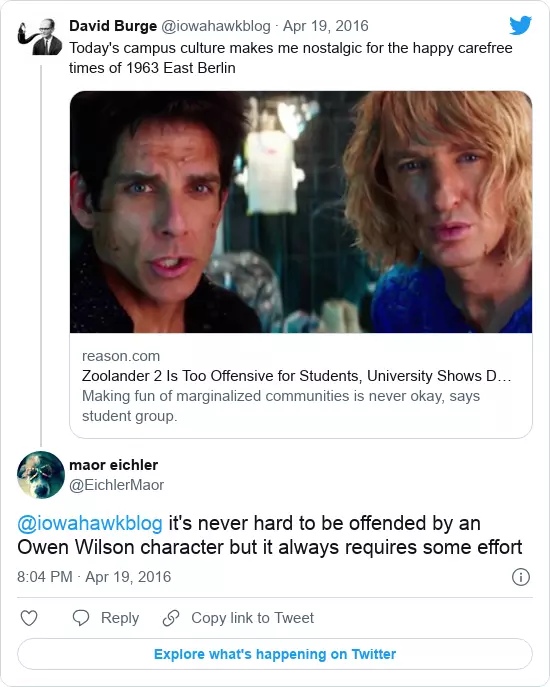 David Burge @iowahawkblog · Apr 19, 2016
Today's campus culture makes me nostalgic for the happy carefree
times of 1963 East Berlin
reason.com
Zoolander 2 Is Too Offensive for Students, University Shows D…
Making fun of marginalized communities is never okay, says
student group.
maor eichler
@EichlerMaor
@iowahawkblog it's never hard to be offended by an
Owen Wilson character but it always requires some effort
8:04 PM · Apr 19, 2016
Reply
Copy link to Tweet
Explore what's happening on Twitter